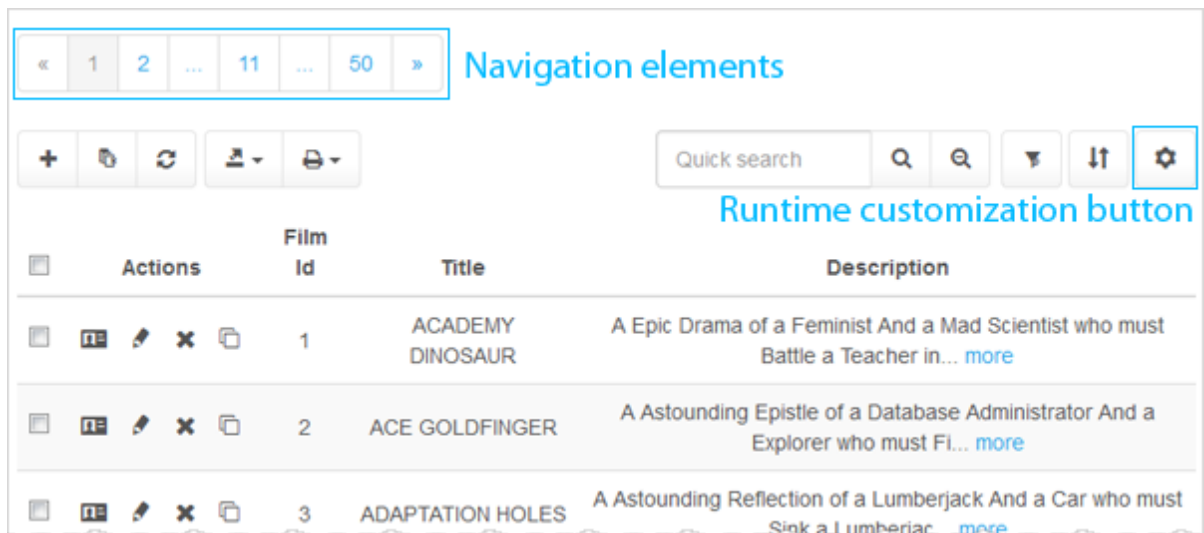 « 1 2 ... 11 ... 50 » Navigation elements
Quick search
Runtime customization button
Film
Actions Id Title Description
1 ACADEMY DINOSAUR A Epic Drama of a Feminist And a Mad Scientist who must
Battle a Teacher in... more
2 ACE GOLDFINGER A Astounding Epistle of a Database Administrator And a
Explorer who must Fi... more
3 ADAPTATION HOLES A Astounding Reflection of a Lumberjack And a Car who must
Sink a Lumberjac... more